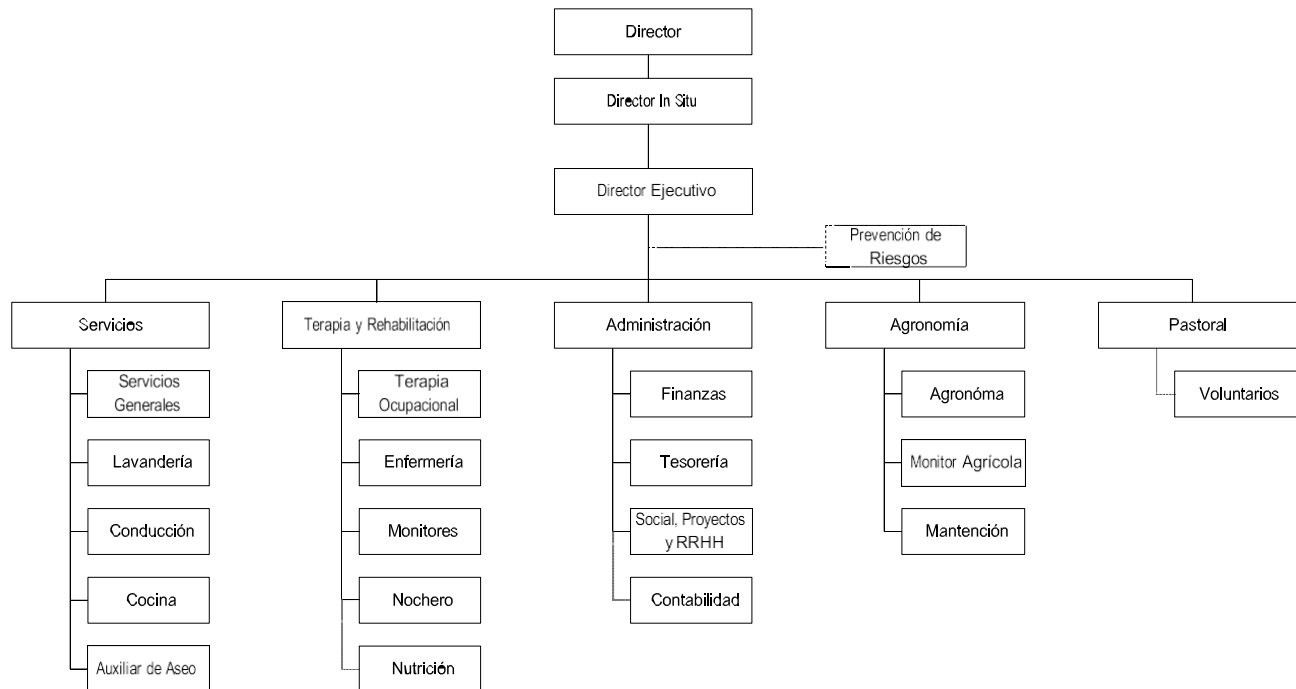 Director
Director In Situ
Director Ejecutivo
Prevención de
Riesgos
Servicios
Terapia y Rehabilitación
Administración
Agronomía
Pastoral
Servicios
Generales
Terapia
Ocupacional
Finanzas
Agronóma
Voluntarios
Lavandería
Enfermería
Tesorería
Monitor Agrícola
Conducción
Monitores
Social, Proyectos
y RRHH
Mantención
Cocina
Nochero
Contabilidad
Auxiliar de Aseo
Nutrición